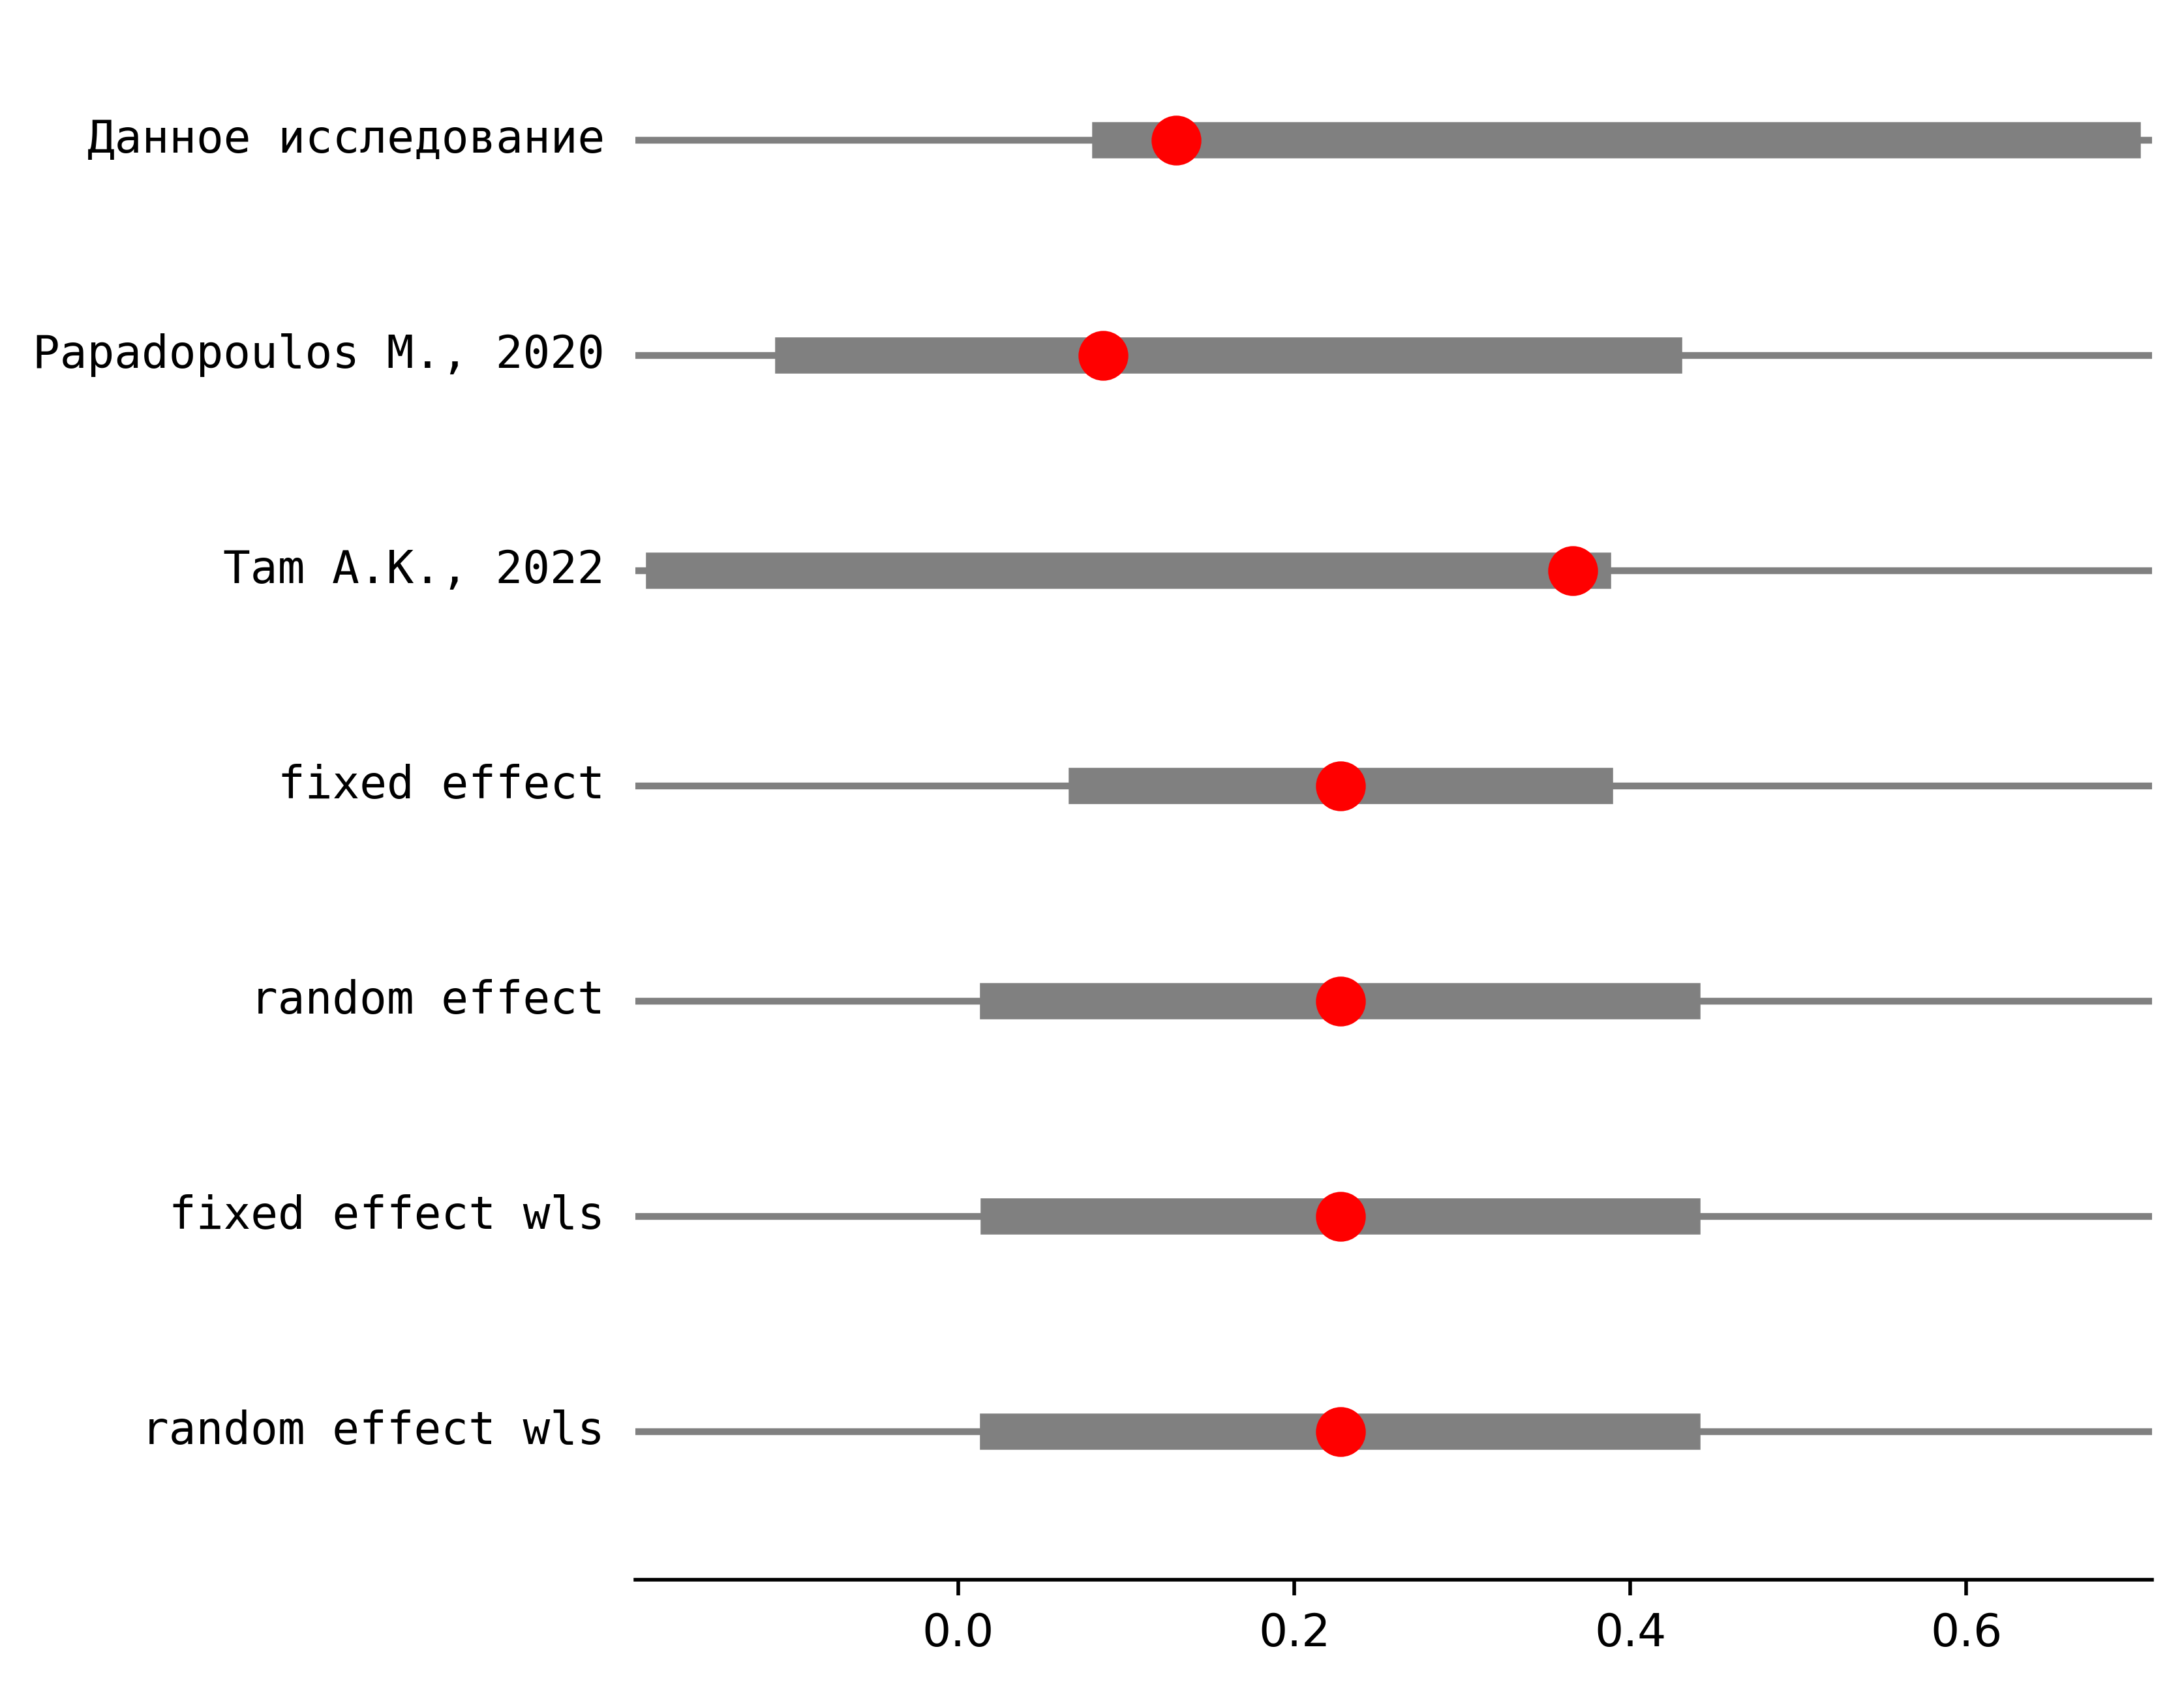 Данное исследование
Papadopoulos M., 2020
Tam A.K., 2022
fixed effect
random effect
fixed effect wls
random effect wls
0.0 0.2 0.4 0.6